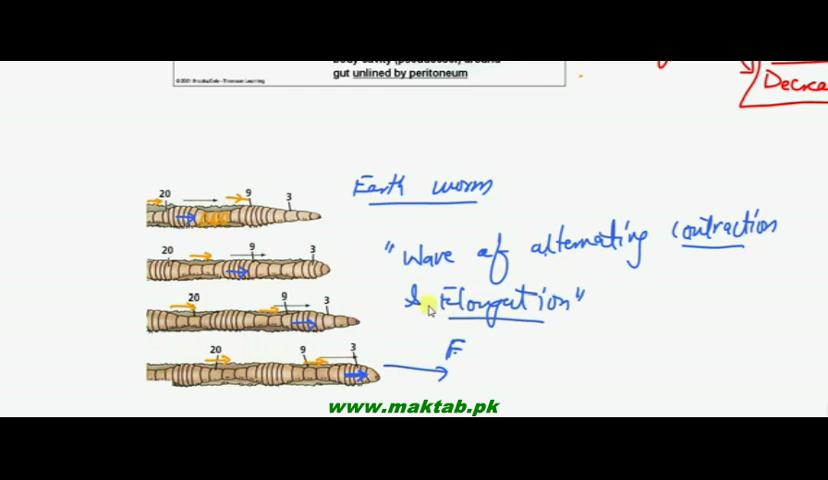 body cavity (pseudocoel) around
gut unlined by peritoneum
Decrea
20 9 3
Earth worms
20 9 3
"Wave of alternating contraction
& Elongation"
20 9 3
20 9 3
F
www.maktab.pk